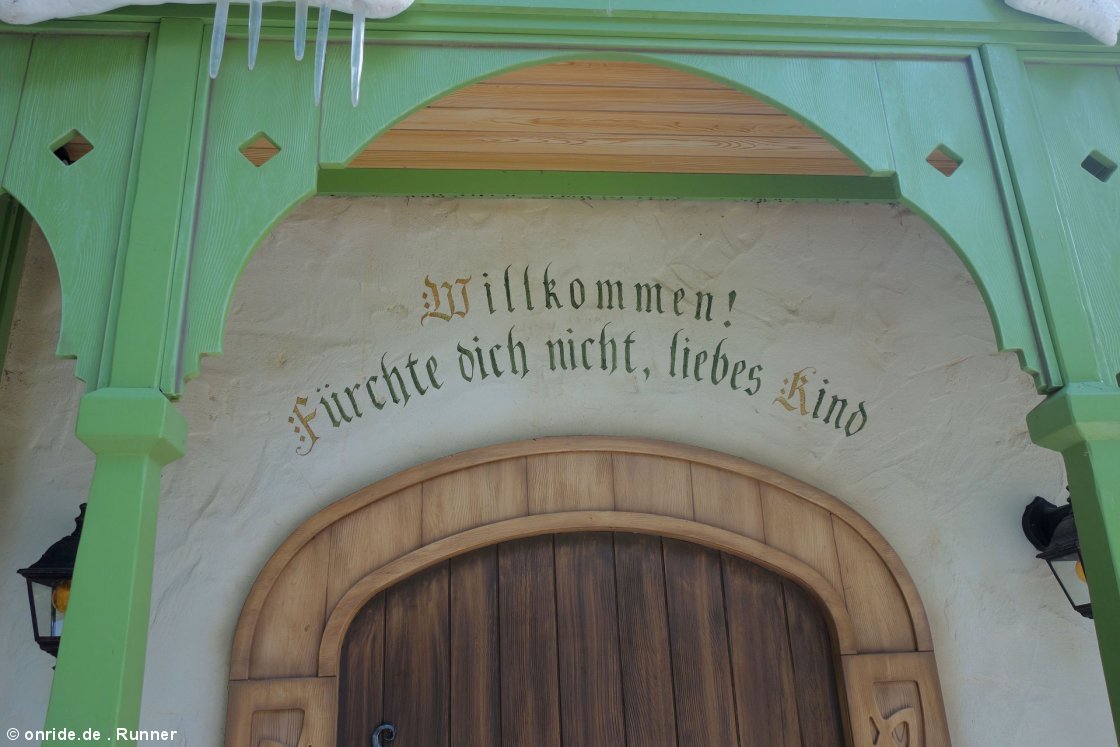 Willkommen!
Fürchte dich nicht, liebes Kind
© onride.de . Runner